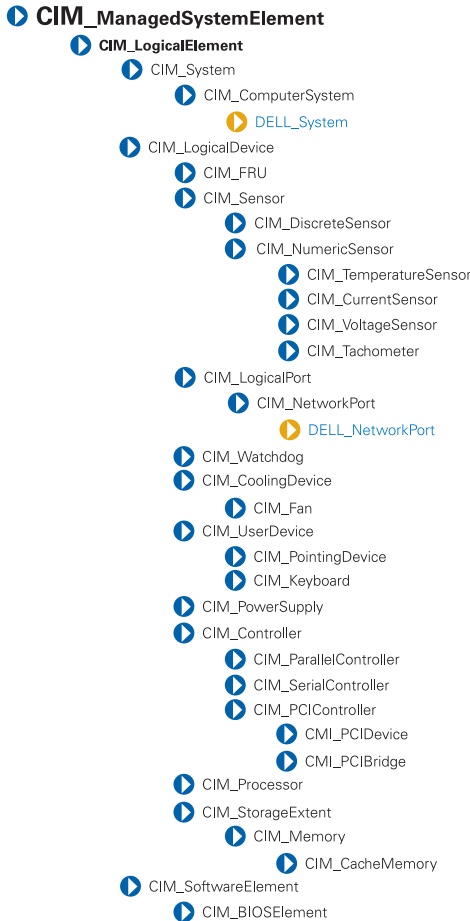 CIM_ManagedSystemElement
CIM_LogicalElement
CIM_System
CIM_ComputerSystem
DELL_System
CIM_LogicalDevice
CIM_FRU
CIM_Sensor
CIM_DiscreteSensor
CIM_NumericSensor
CIM_TemperatureSensor
CIM_CurrentSensor
CIM_VoltageSensor
CIM_Tachometer
CIM_LogicalPort
CIM_NetworkPort
DELL_NetworkPort
CIM_Watchdog
CIM_CoolingDevice
CIM_Fan
CIM_UserDevice
CIM_PointingDevice
CIM_Keyboard
CIM_PowerSupply
CIM_Controller
CIM_ParallelController
CIM_SerialController
CIM_PCIController
CMI_PCIDevice
CMI_PCIBridge
CIM_Processor
CIM_StorageExtent
CIM_Memory
CIM_CacheMemory
CIM_SoftwareElement
CIM_BIOSElement